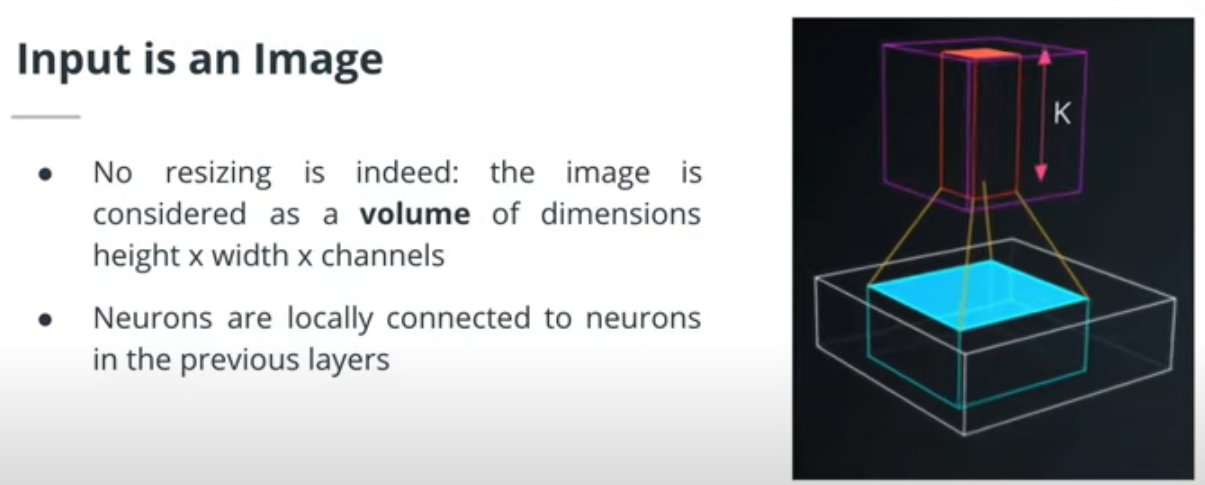 Input is an Image
No resizing is indeed: the image is
considered as a volume of dimensions
height x width x channels
Neurons are locally connected to neurons
in the previous layers
K